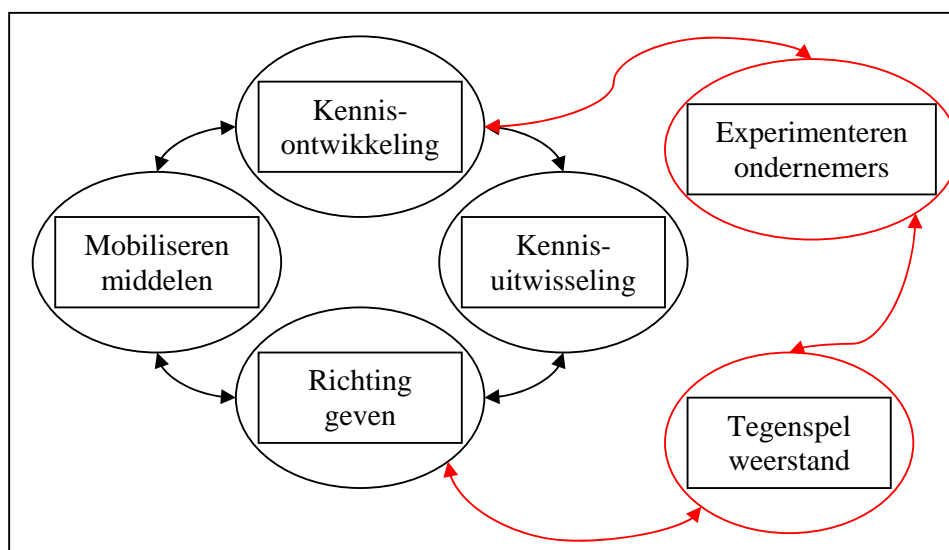 Kennis-
ontwikkeling
Experimenteren
ondernemers
Mobiliseren
middelen
Kennis-
uitwisseling
Richting
geven
Tegenspel
weerstand